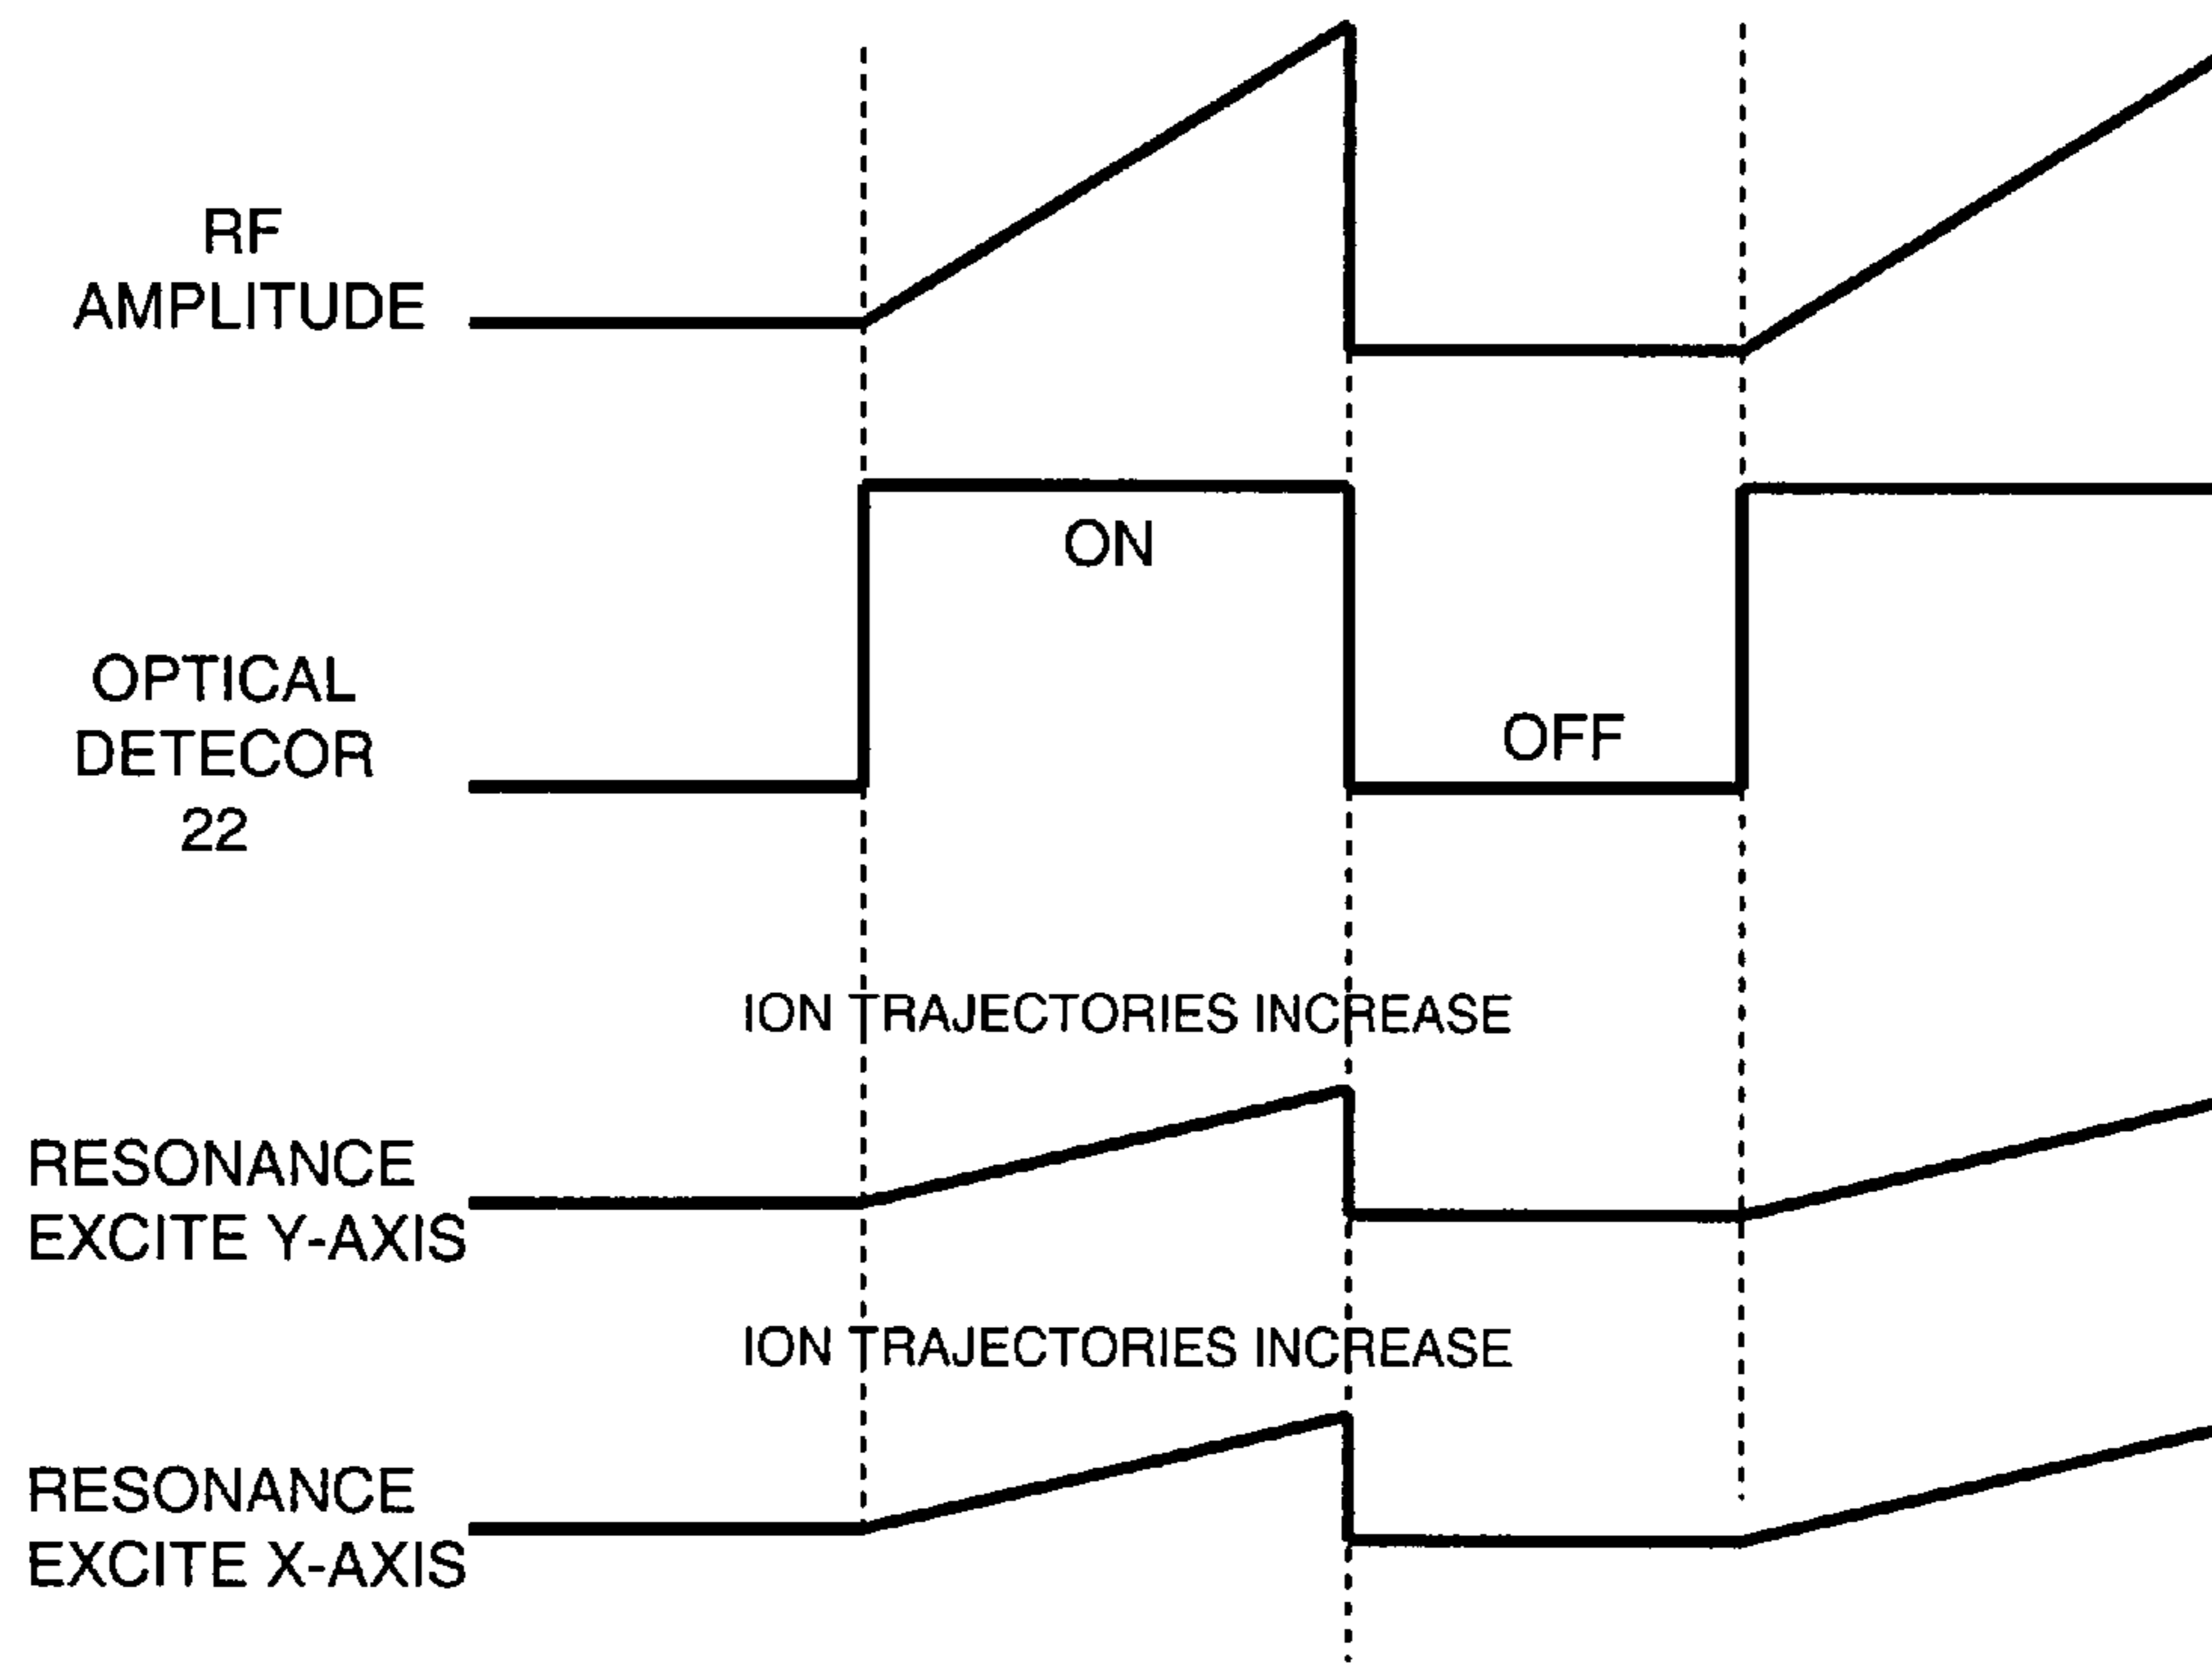 RF
AMPLITUDE
ON
OPTICAL
DETECOR
22
OFF
ION TRAJECTORIES INCREASE
RESONANCE
EXCITE Y-AXIS
ION TRAJECTORIES INCREASE
RESONANCE
EXCITE X-AXIS